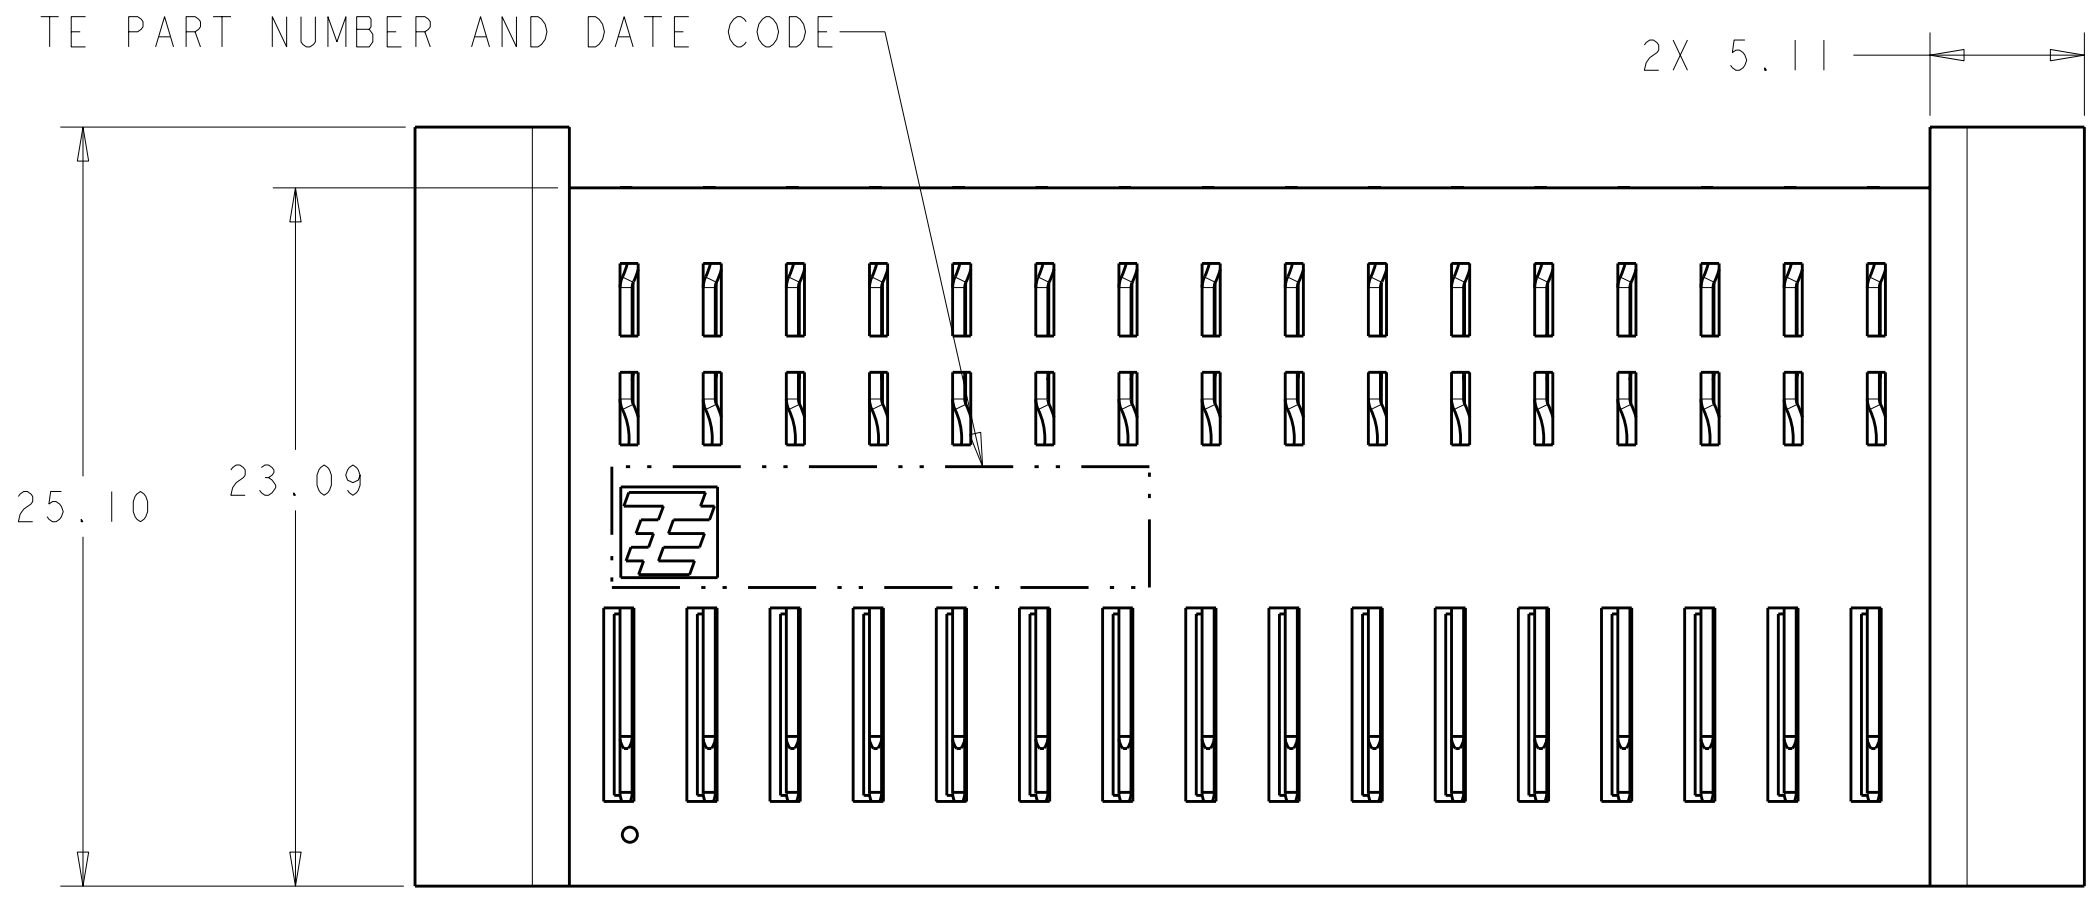 TE PART NUMBER AND DATE CODE
2X 5.11
25.10
23.09